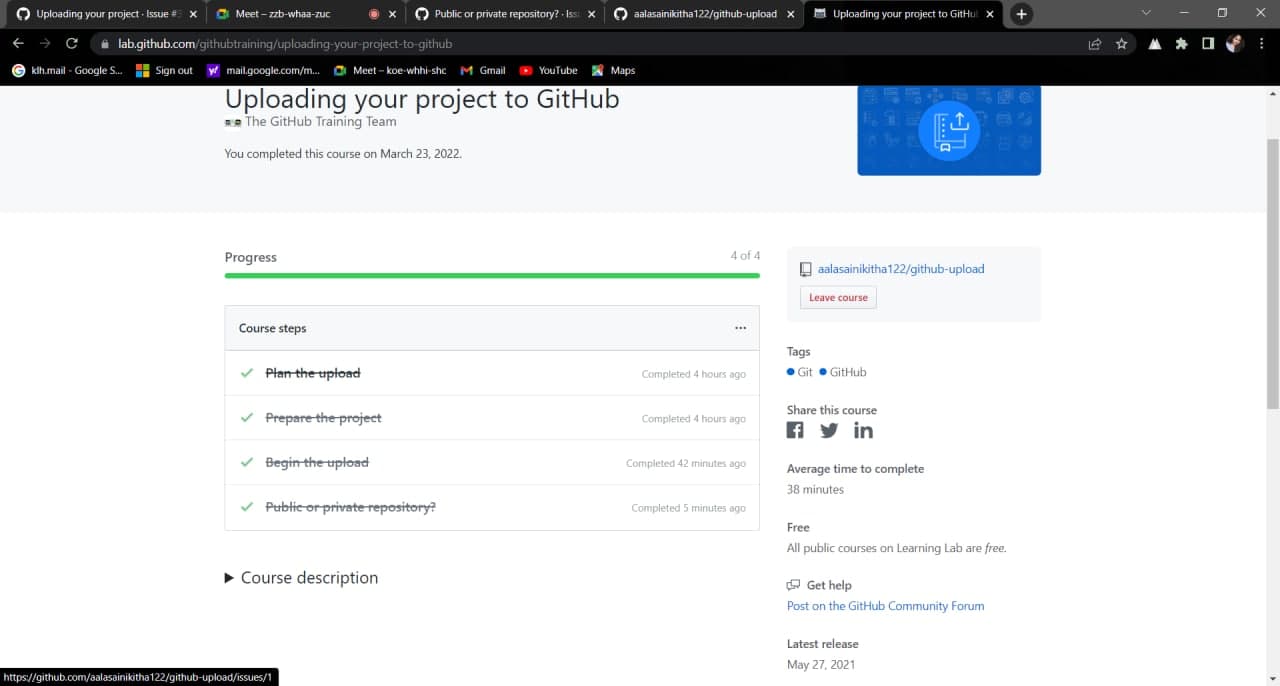 Uploading your project · Issue #
Meet – zzb-whaa-zuc
Public or private repository? · Iss
aalasainikitha122/github-upload
Uploading your project to GitHu
lab.github.com/githubtraining/uploading-your-project-to-github
klh.mail - Google S...
Sign out
mail.google.com/m...
Meet – koe-whhi-shc
Gmail
YouTube
Maps
Uploading your project to GitHub
The GitHub Training Team
You completed this course on March 23, 2022.
Progress
4 of 4
Course steps
Plan the upload
Completed 4 hours ago
Prepare the project
Completed 4 hours ago
Begin the upload
Completed 42 minutes ago
Public or private repository?
Completed 5 minutes ago
Course description
aalasainikitha122/github-upload
Leave course
Tags
Git
GitHub
Share this course
Average time to complete
38 minutes
Free
All public courses on Learning Lab are free.
Get help
Post on the GitHub Community Forum
Latest release
May 27, 2021
https://github.com/aalasainikitha122/github-upload/issues/1